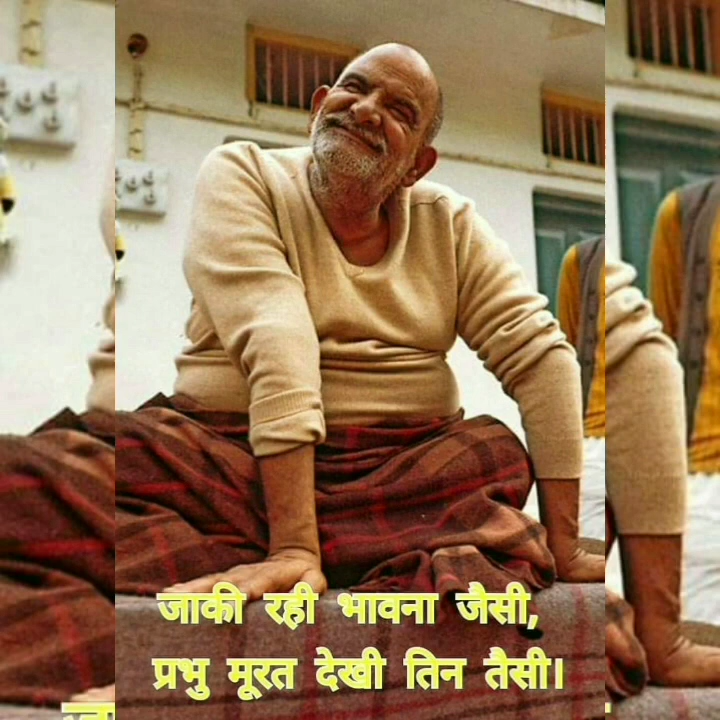 जाकी रही भावना जैसी,
प्रभु मूरत देखी तिन तैसी।